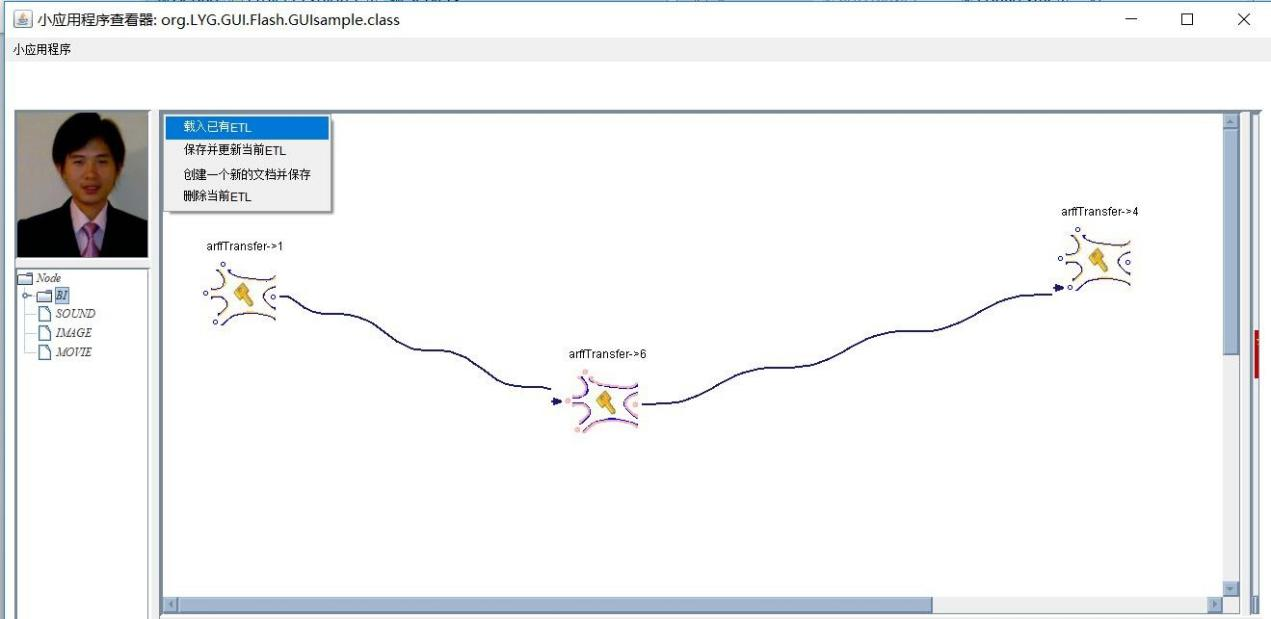 小应用程序查看器: org.LYG.GUI.Flash.GUIsample.class
小应用程序
载入已有ETL
保存并更新当前ETL
创建一个新的文档并保存
删除当前ETL
arffTransfer->4
arffTransfer->1
Node
BI
SOUND
IMAGE
MOVIE
arffTransfer->6